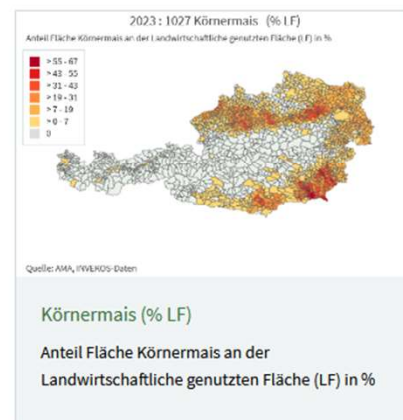 2023 : 1027 Körnermais (% LF)
Anteil Fläche Körnermais an der Landwirtschaftliche genutzten Fläche (LF) in %
> 55 - 67
> 43 - 55
> 31 - 43
> 19 - 31
> 7 - 19
> 0 - 7
0
Quelle: AMA, INVEKOS-Daten
Körnermais (% LF)
Anteil Fläche Körnermais an der
Landwirtschaftliche genutzten Fläche (LF) in %